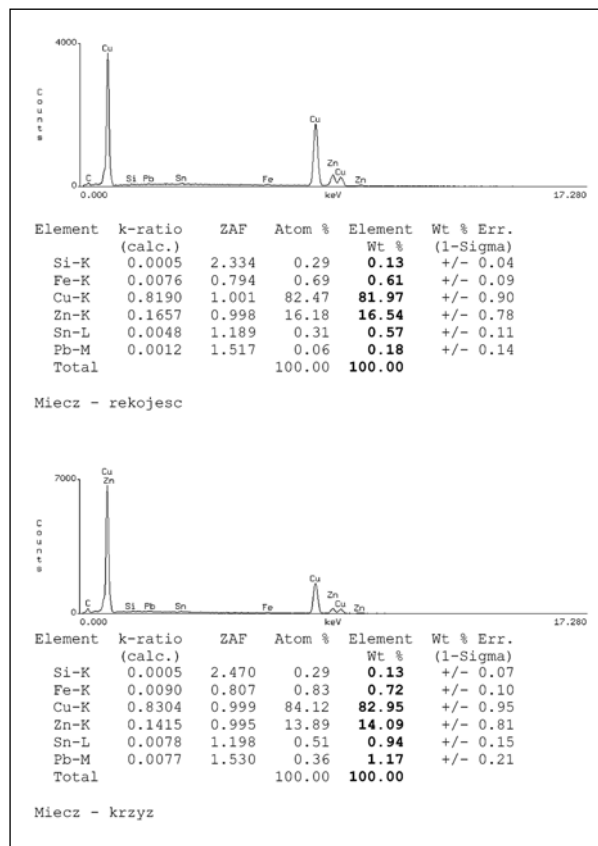 4000
Cu
Counts
Cu
Zn
Cu
C Si Pb Sn Fe Zn
0
0.000 keV 17.280
Element k-ratio ZAF Atom % Element Wt % Err.
(calc.) Wt % (1-Sigma)
Si-K 0.0005 2.334 0.29 0.13 +/- 0.04
Fe-K 0.0076 0.794 0.69 0.61 +/- 0.09
Cu-K 0.8190 1.001 82.47 81.97 +/- 0.90
Zn-K 0.1657 0.998 16.18 16.54 +/- 0.78
Sn-L 0.0048 1.189 0.31 0.57 +/- 0.11
Pb-M 0.0012 1.517 0.06 0.18 +/- 0.14
Total 100.00 100.00
Miecz - rekojesc
Cu
7000 Zn
Counts
Cu
Zn
C Si Pb Sn Fe Cu Zn
0
0.000 keV 17.280
Element k-ratio ZAF Atom % Element Wt % Err.
(calc.) Wt % (1-Sigma)
Si-K 0.0005 2.470 0.29 0.13 +/- 0.07
Fe-K 0.0090 0.807 0.83 0.72 +/- 0.10
Cu-K 0.8304 0.999 84.12 82.95 +/- 0.95
Zn-K 0.1415 0.995 13.89 14.09 +/- 0.81
Sn-L 0.0078 1.198 0.51 0.94 +/- 0.15
Pb-M 0.0077 1.530 0.36 1.17 +/- 0.21
Total 100.00 100.00
Miecz - krzyz